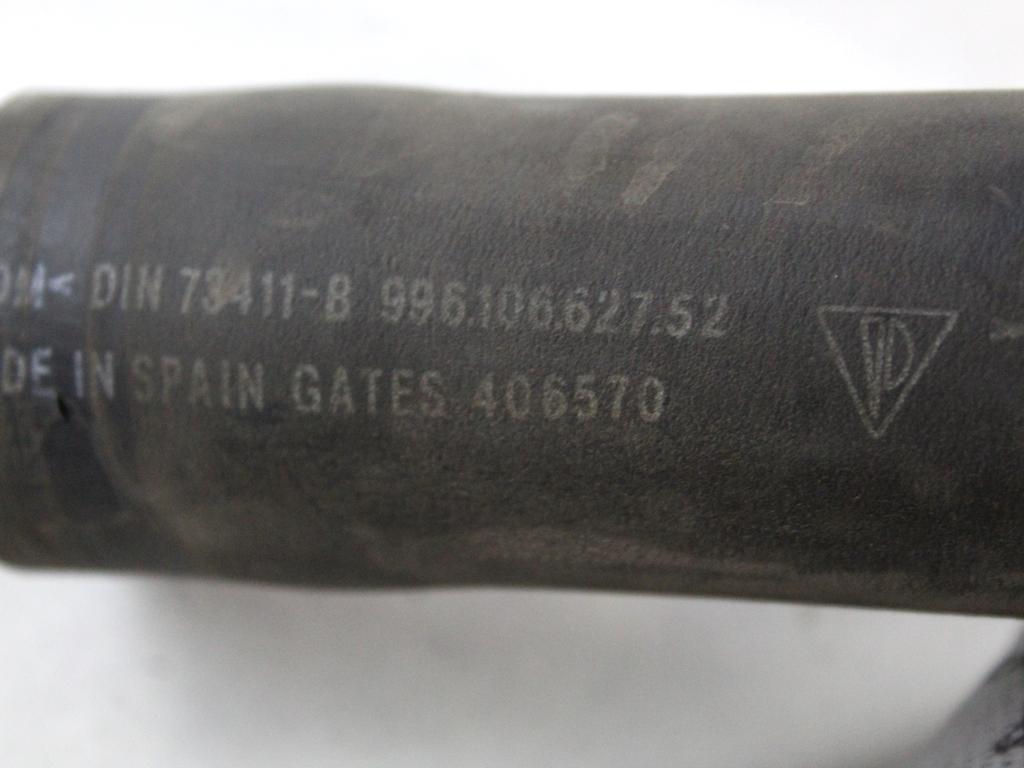 DM< DIN 73411-B 996.106.627.52
DE IN SPAIN GATES 406570